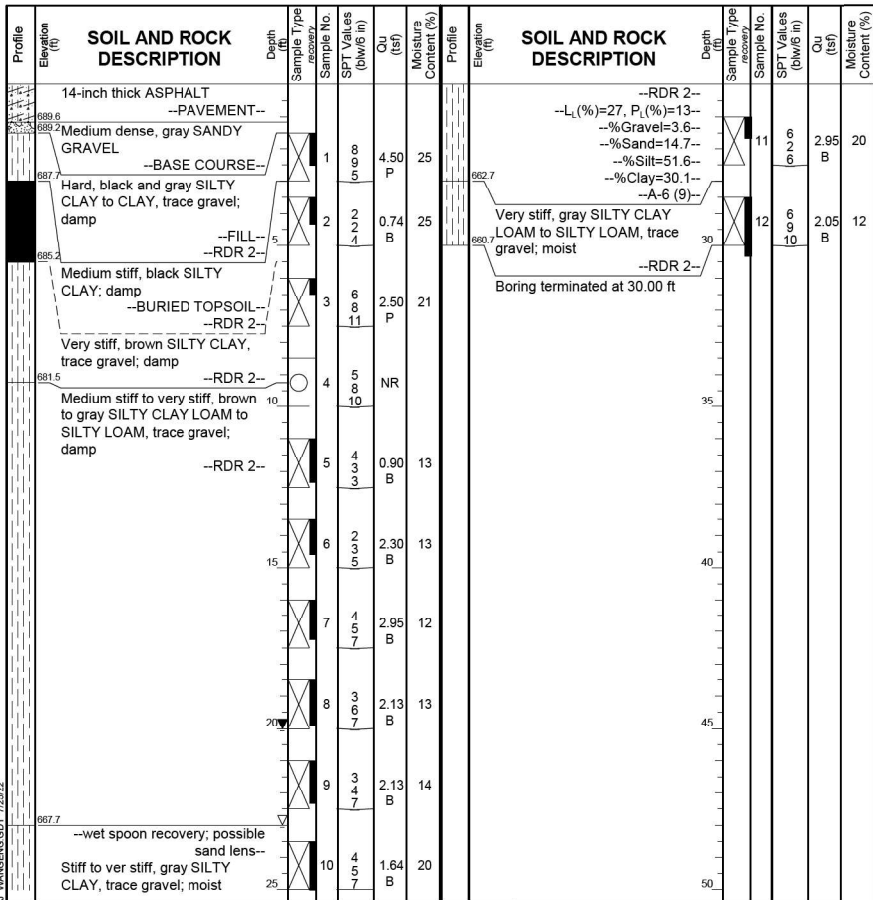 Profile
Elevation (ft)
SOIL AND ROCK
DESCRIPTION
Depth (ft)
Sample Type
recovery
Sample No.
SPT Values (blw/6 in)
Qu (tsf)
Moisture Content (%)
14-inch thick ASPHALT
--PAVEMENT--
689.6
689.2
Medium dense, gray SANDY
GRAVEL
--BASE COURSE--
687.7
Hard, black and gray SILTY
CLAY to CLAY, trace gravel;
damp
--FILL--
5
--RDR 2--
685.2
Medium stiff, black SILTY
CLAY; damp
--BURIED TOPSOIL--
--RDR 2--
Very stiff, brown SILTY CLAY,
trace gravel; damp
--RDR 2--
681.5
Medium stiff to very stiff, brown
10
to gray SILTY CLAY LOAM to
SILTY LOAM, trace gravel;
damp
--RDR 2--
15
20
667.7
--wet spoon recovery; possible
sand lens--
Stiff to ver stiff, gray SILTY
CLAY, trace gravel; moist
25
1 8 9 5 4.50 P 25
2 2 2 4 0.74 B 25
3 6 8 11 2.50 P 21
4 5 8 10 NR
5 4 3 3 0.90 B 13
6 2 3 5 2.30 B 13
7 4 5 7 2.95 B 12
8 3 6 7 2.13 B 13
9 3 4 7 2.13 B 14
10 4 5 7 1.64 B 20
Profile
Elevation (ft)
SOIL AND ROCK
DESCRIPTION
Depth (ft)
Sample Type
recovery
Sample No.
SPT Values (blw/6 in)
Qu (tsf)
Moisture Content (%)
--RDR 2--
--LL(%)=27, PL(%)=13--
--%Gravel=3.6--
--%Sand=14.7--
--%Silt=51.6--
--%Clay=30.1--
662.7
--A-6 (9)--
Very stiff, gray SILTY CLAY
LOAM to SILTY LOAM, trace
30
gravel; moist
660.7
--RDR 2--
Boring terminated at 30.00 ft
35
40
45
50
11 6 2 6 2.95 B 20
12 6 9 10 2.05 B 12